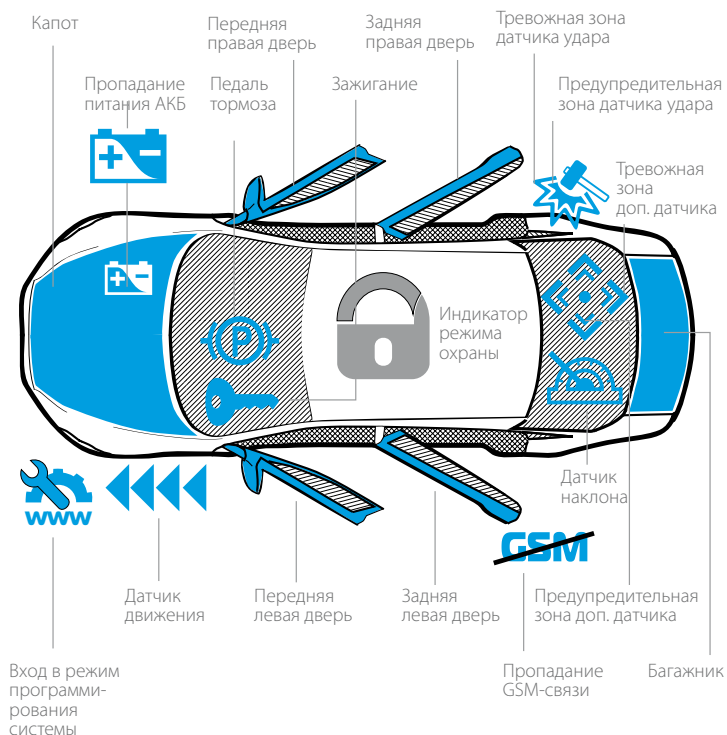 Капот
Передняя
правая дверь
Задняя
правая дверь
Тревожная зона
датчика удара
Пропадание
питания АКБ
Педаль
тормоза
Зажигание
Предупредительная
зона датчика удара
Тревожная
зона
доп. датчика
Индикатор
режима
охраны
P
www
Датчик
наклона
GSM
Датчик
движения
Передняя
левая дверь
Задняя
левая дверь
Предупредительная
зона доп. датчика
Вход в режим
программи-
рования
системы
Пропадание
GSM-связи
Багажник